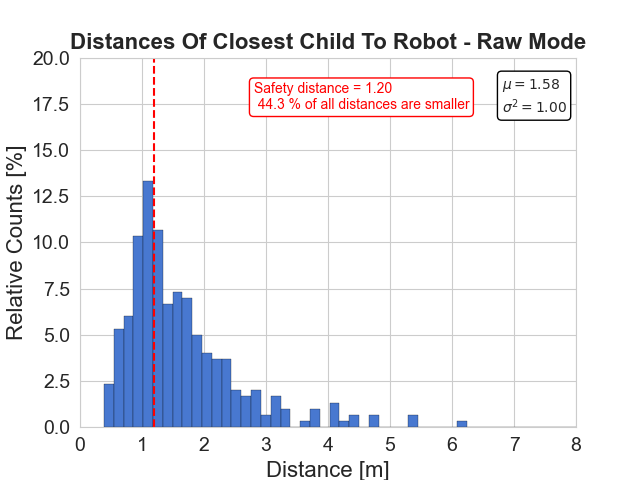 Distances Of Closest Child To Robot - Raw Mode
Relative Counts [%]
20.0
17.5
15.0
12.5
10.0
7.5
5.0
2.5
0.0
Safety distance = 1.20
44.3 % of all distances are smaller
μ = 1.58
σ² = 1.00
0 1 2 3 4 5 6 7 8
Distance [m]